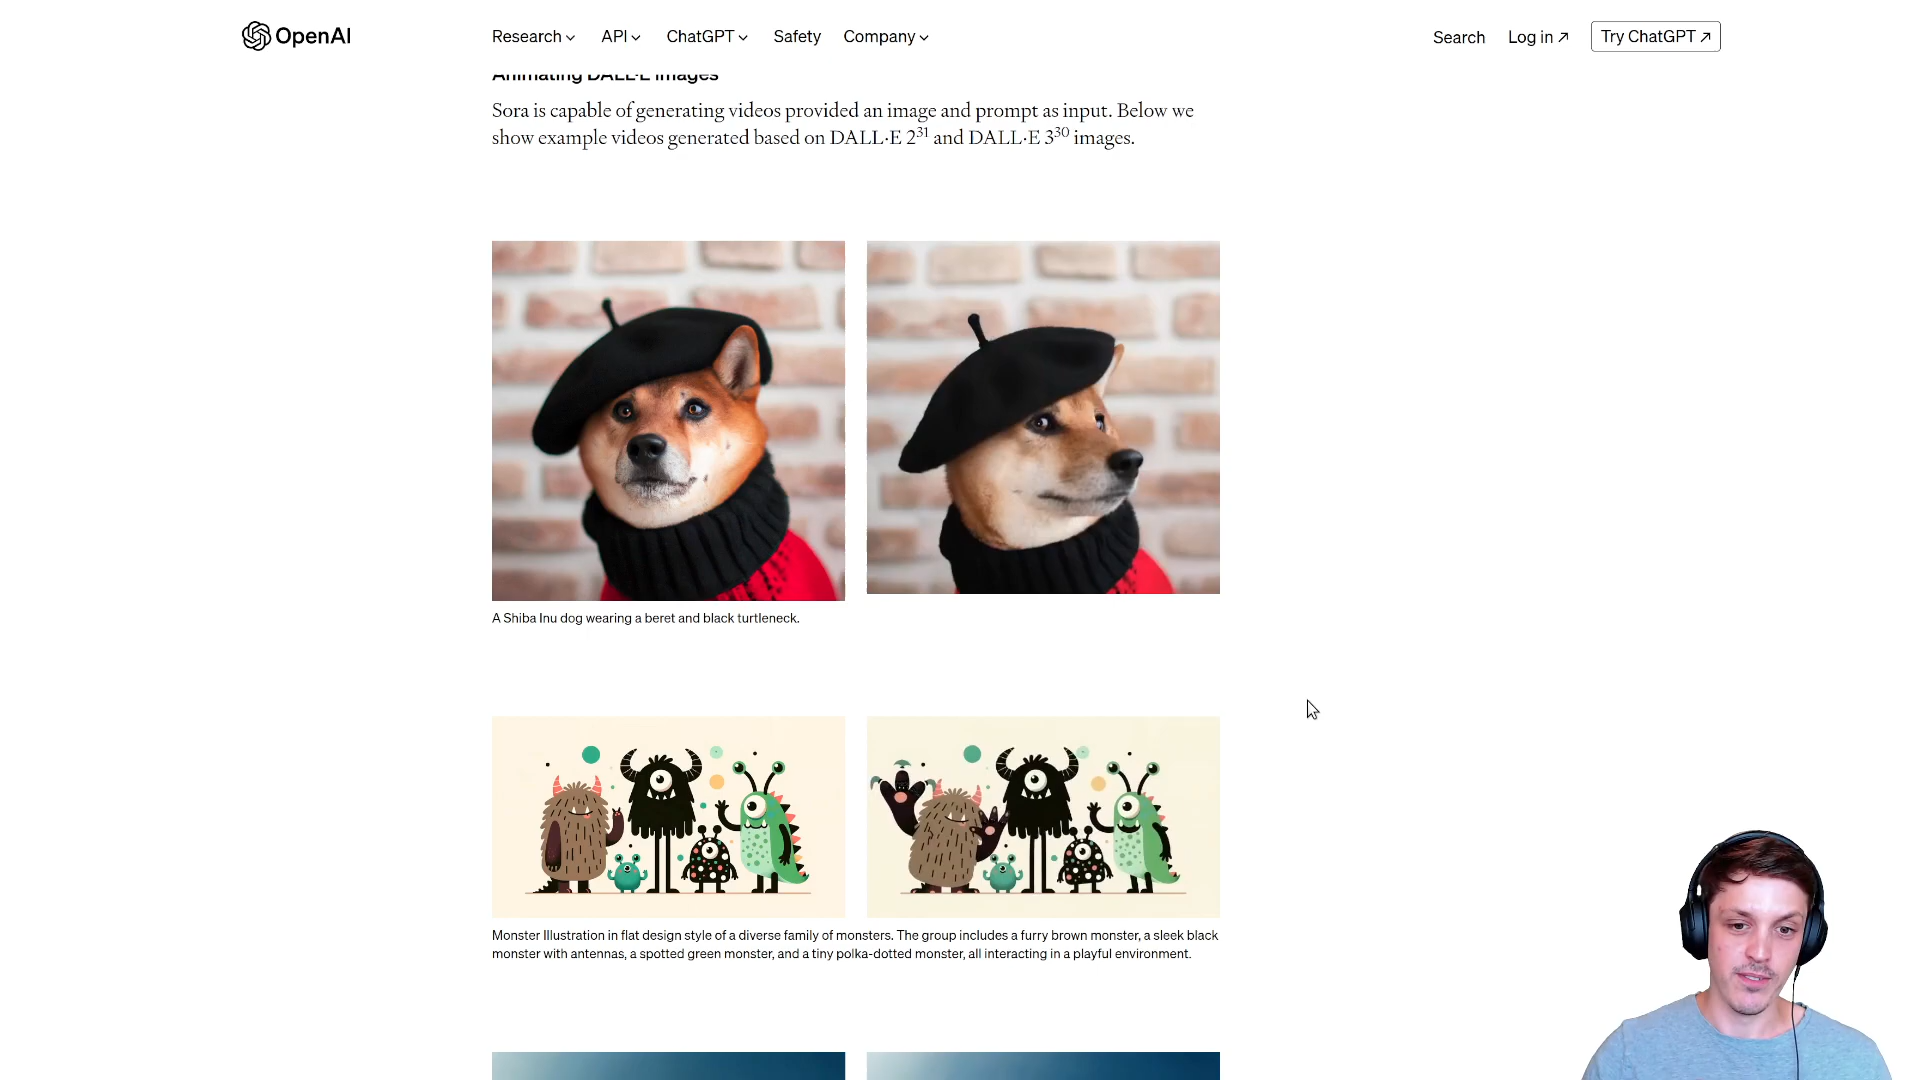 OpenAI
Research API ChatGPT Safety Company
Search Log in Try ChatGPT
Animating DALL·E images
Sora is capable of generating videos provided an image and prompt as input. Below we
show example videos generated based on DALL·E 2³¹ and DALL·E 3³⁰ images.
A Shiba Inu dog wearing a beret and black turtleneck.
Monster Illustration in flat design style of a diverse family of monsters. The group includes a furry brown monster, a sleek black
monster with antennas, a spotted green monster, and a tiny polka-dotted monster, all interacting in a playful environment.